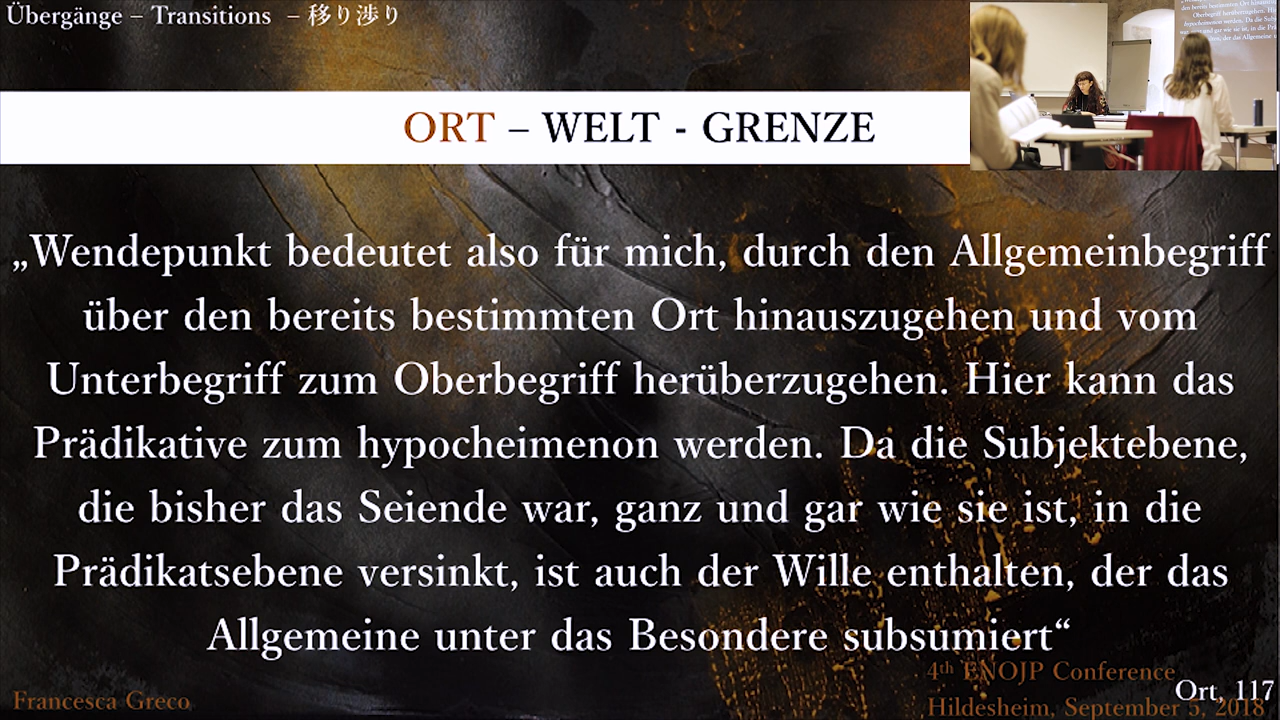 Übergänge – Transitions – 移り渉り
ORT – WELT - GRENZE
„Wendepunkt bedeutet also für mich, durch den Allgemeinbegriff
über den bereits bestimmten Ort hinauszugehen und vom
Unterbegriff zum Oberbegriff herüberzugehen. Hier kann das
Prädikative zum hypocheimenon werden. Da die Subjektebene,
die bisher das Seiende war, ganz und gar wie sie ist, in die
Prädikatsebene versinkt, ist auch der Wille enthalten, der das
Allgemeine unter das Besondere subsumiert“
4th ENOJP Conference
Ort, 117
Francesca Greco
Hildesheim, September 5, 2018